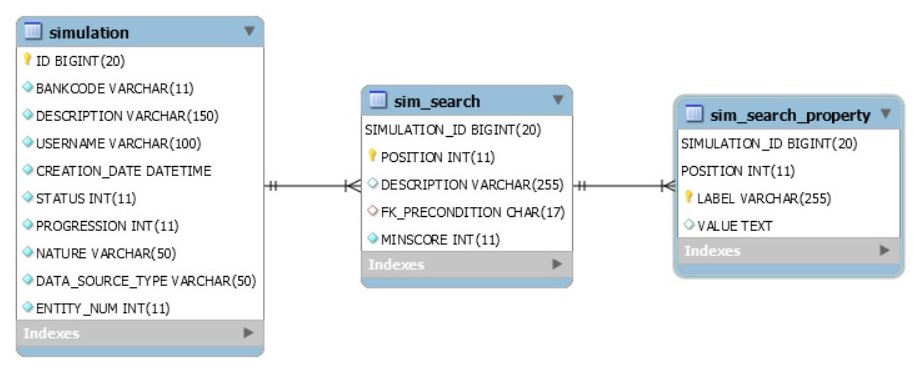 simulation
ID BIGINT(20)
BANKCODE VARCHAR(11)
DESCRIPTION VARCHAR(150)
USERNAME VARCHAR(100)
CREATION_DATE DATETIME
STATUS INT(11)
PROGRESSION INT(11)
NATURE VARCHAR(50)
DATA_SOURCE_TYPE VARCHAR(50)
ENTITY_NUM INT(11)
Indexes
sim_search
SIMULATION_ID BIGINT(20)
POSITION INT(11)
DESCRIPTION VARCHAR(255)
FK_PRECONDITION CHAR(17)
MINSCORE INT(11)
Indexes
sim_search_property
SIMULATION_ID BIGINT(20)
POSITION INT(11)
LABEL VARCHAR(255)
VALUE TEXT
Indexes